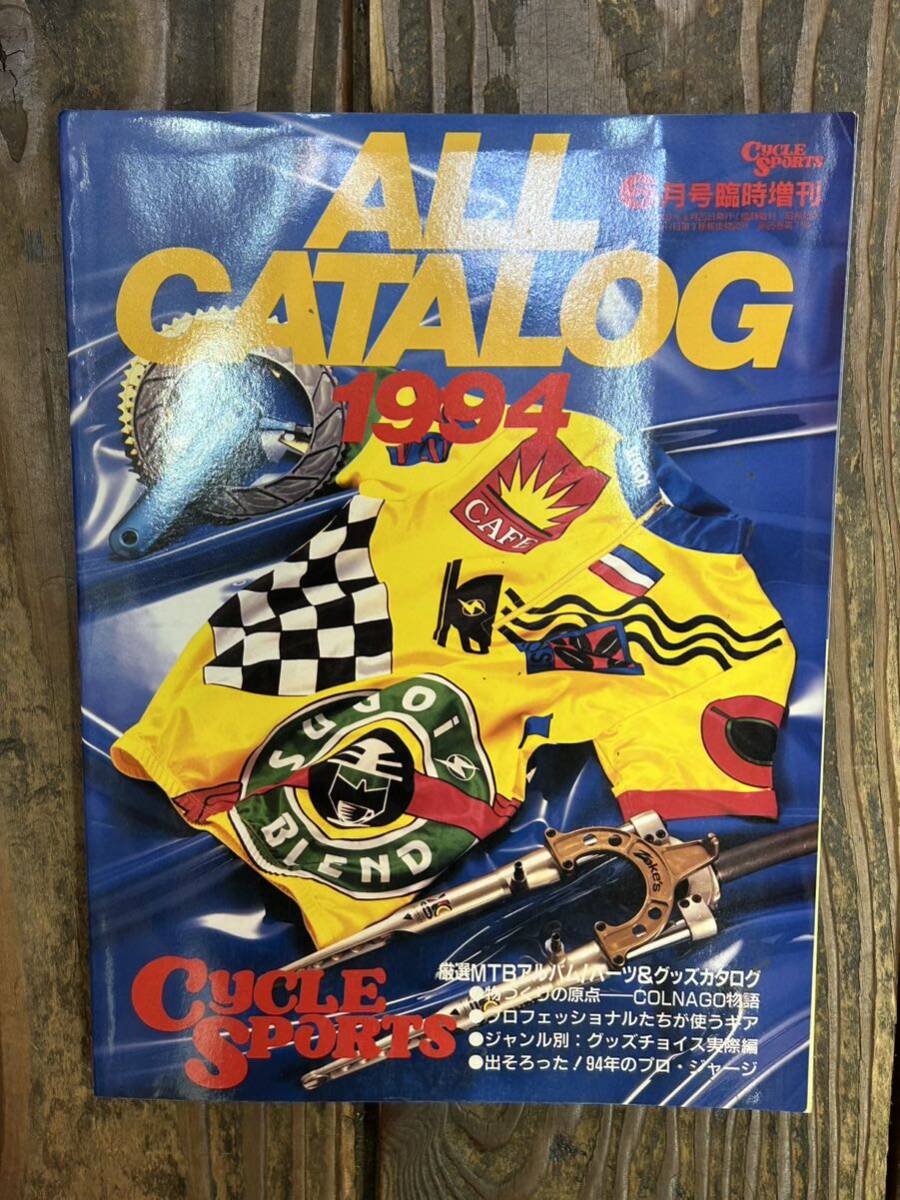 ALL
CATALOG
1994
CYCLE
SPORTS
月号臨時増刊
CAFE
SUGOi
BLEND
Zoke's
CYCLE
SPORTS
厳選MTBアルバム/パーツ&グッズカタログ
●物づくりの原点——COLNAGO物語
●プロフェッショナルたちが使うギア
●ジャンル別:グッズチョイス実際編
●出そろった!94年のプロ・ジャージ